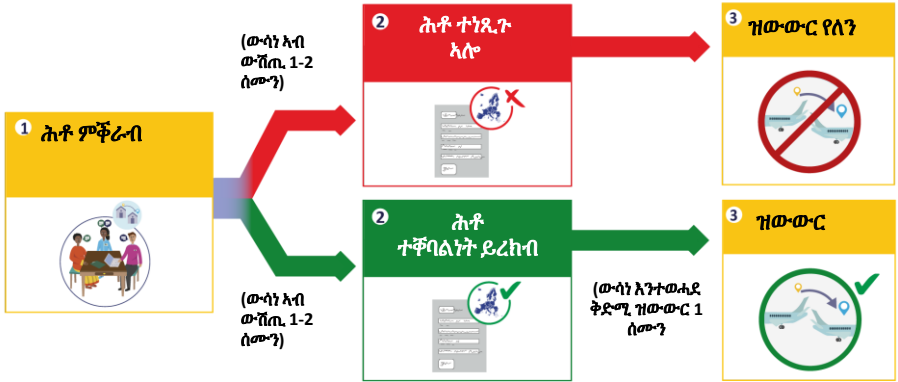 1 ሕቶ ምቕራብ
(ውሳነ ኣብ
ውሽጢ 1-2
ሰሙን)
2 ሕቶ ተነጺጉ
ኣሎ
3 ዝውውር የለን
(ውሳነ ኣብ
ውሽጢ 1-2
ሰሙን)
2 ሕቶ
ተቐባልነት ይረክብ
(ውሳነ እንተወሓደ
ቅድሚ ዝውውር 1
ሰሙን
3 ዝውውር